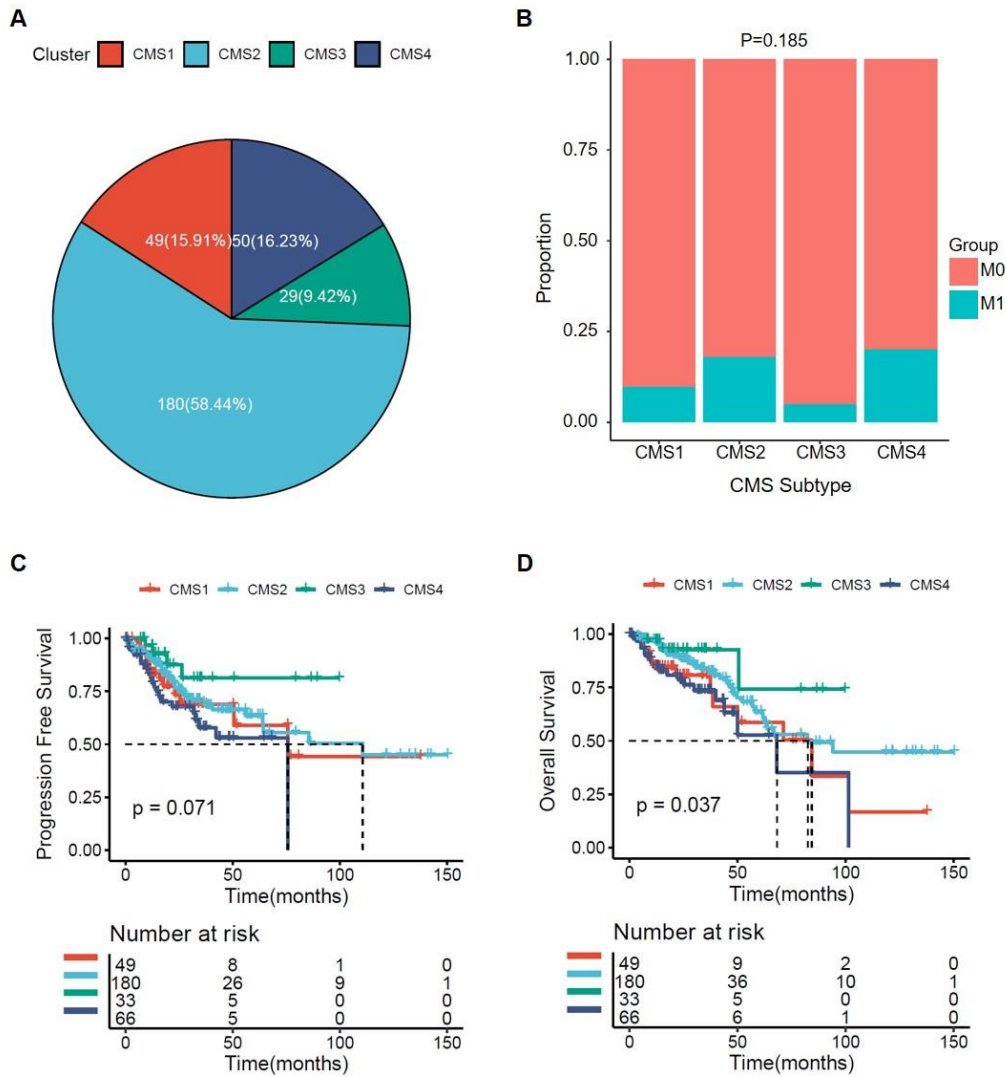 A
Cluster CMS1 CMS2 CMS3 CMS4
49(15.91%)
50(16.23%)
29(9.42%)
180(58.44%)
B
P=0.185
1.00
0.75
0.50
0.25
0.00
Proportion
CMS1 CMS2 CMS3 CMS4
CMS Subtype
Group
M0
M1
C
CMS1 CMS2 CMS3 CMS4
Progression Free Survival
1.00
0.75
0.50
0.25
0.00
p = 0.071
0 50 100 150
Time(months)
Number at risk
49 8 1 0
180 26 9 1
33 5 0 0
66 5 0 0
0 50 100 150
Time(months)
D
CMS1 CMS2 CMS3 CMS4
Overall Survival
1.00
0.75
0.50
0.25
0.00
p = 0.037
0 50 100 150
Time(months)
Number at risk
49 9 2 0
180 36 10 1
33 5 0 0
66 6 1 0
0 50 100 150
Time(months)